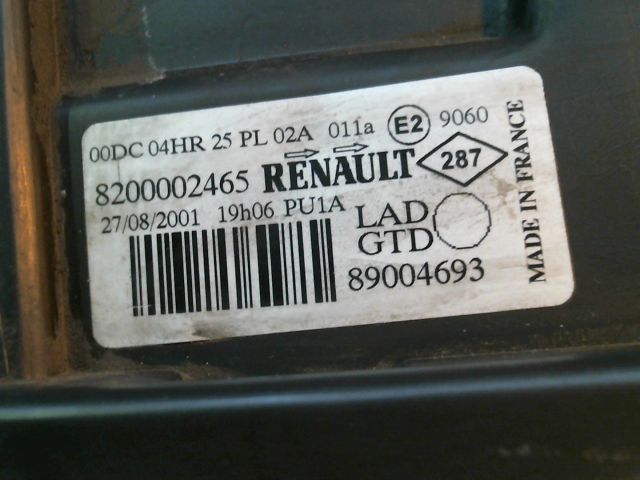 00DC 04HR 25 PL 02A 011a E2 9060
8200002465 RENAULT 287
27/08/2001 19h06 PU1A LAD
GTD
89004693
MADE IN FRANCE